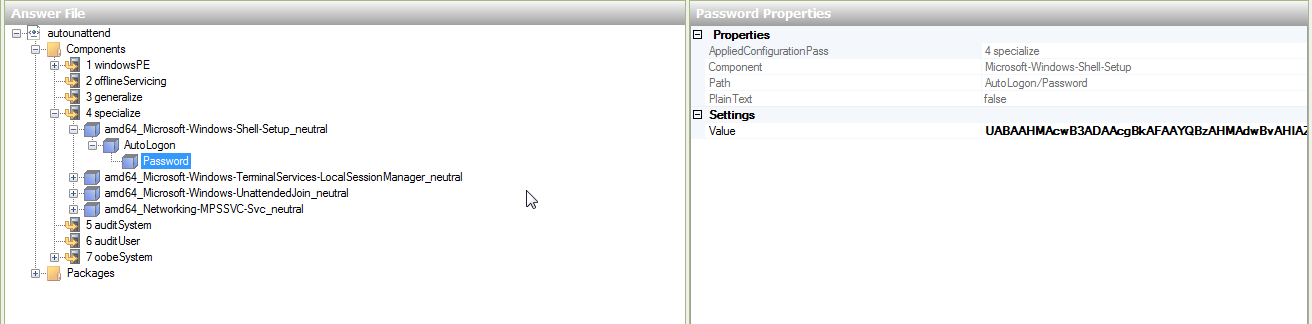 Answer File
autounattend
Components
1 windowsPE
2 offlineServicing
3 generalize
4 specialize
amd64_Microsoft-Windows-Shell-Setup_neutral
AutoLogon
Password
amd64_Microsoft-Windows-TerminalServices-LocalSessionManager_neutral
amd64_Microsoft-Windows-UnattendedJoin_neutral
amd64_Networking-MPSSVC-Svc_neutral
5 auditSystem
6 auditUser
7 oobeSystem
Packages
Password Properties
Properties
AppliedConfigurationPass 4 specialize
Component Microsoft-Windows-Shell-Setup
Path AutoLogon/Password
PlainText false
Settings
Value UABAAHMAcwB3ADAAcgBkAFAAYQBzAHMAdwBvAHIAZ